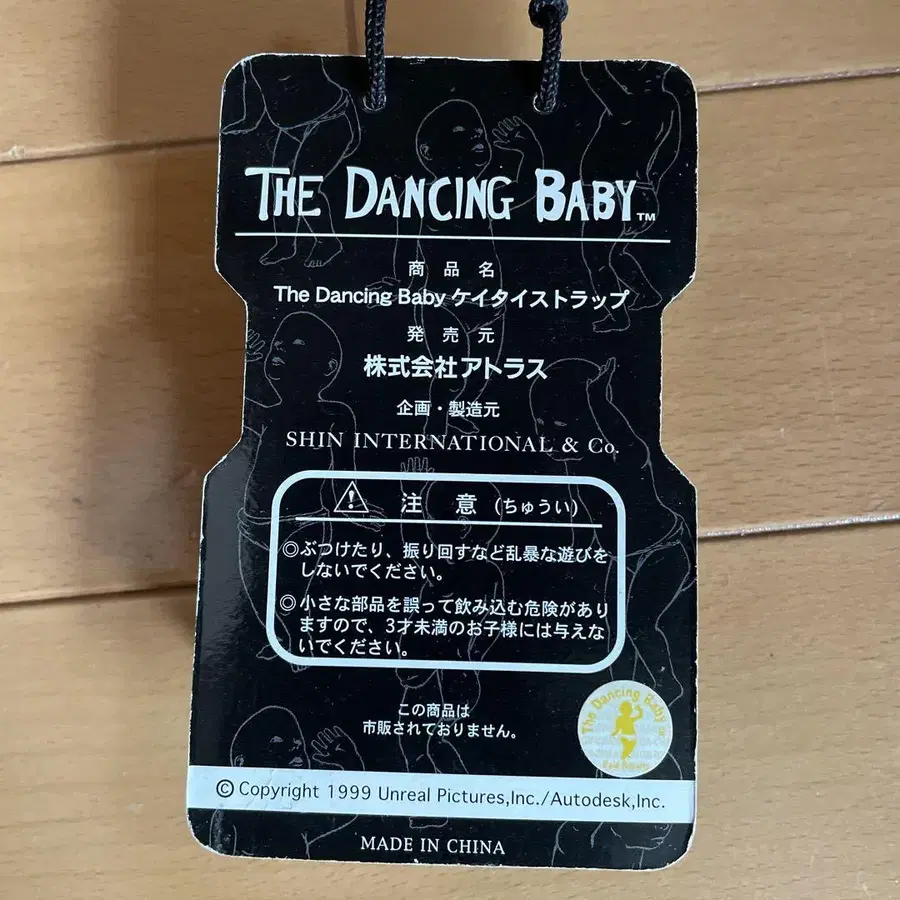 THE DANCING BABY™
商品名
The Dancing Baby ケイタイストラップ
発売元
株式会社アトラス
企画・製造元
SHIN INTERNATIONAL & Co.
注意(ちゅうい)
◎ぶつけたり、振り回すなど乱暴な遊びを
しないでください。
◎小さな部品を誤って飲み込む危険があり
ますので、3才未満のお子様には与えな
いでください。
この商品は
市販されておりません。
The Dancing Baby
© Copyright 1999 Unreal Pictures,Inc./Autodesk,Inc.
MADE IN CHINA